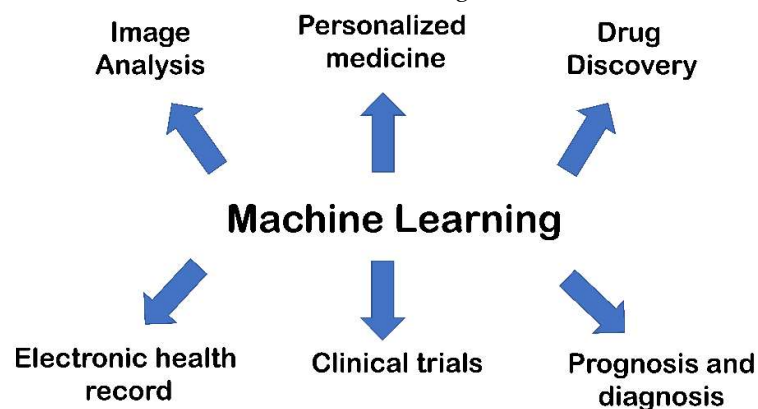 Image
Analysis
Personalized
medicine
Drug
Discovery
Machine Learning
Electronic health
record
Clinical trials
Prognosis and
diagnosis